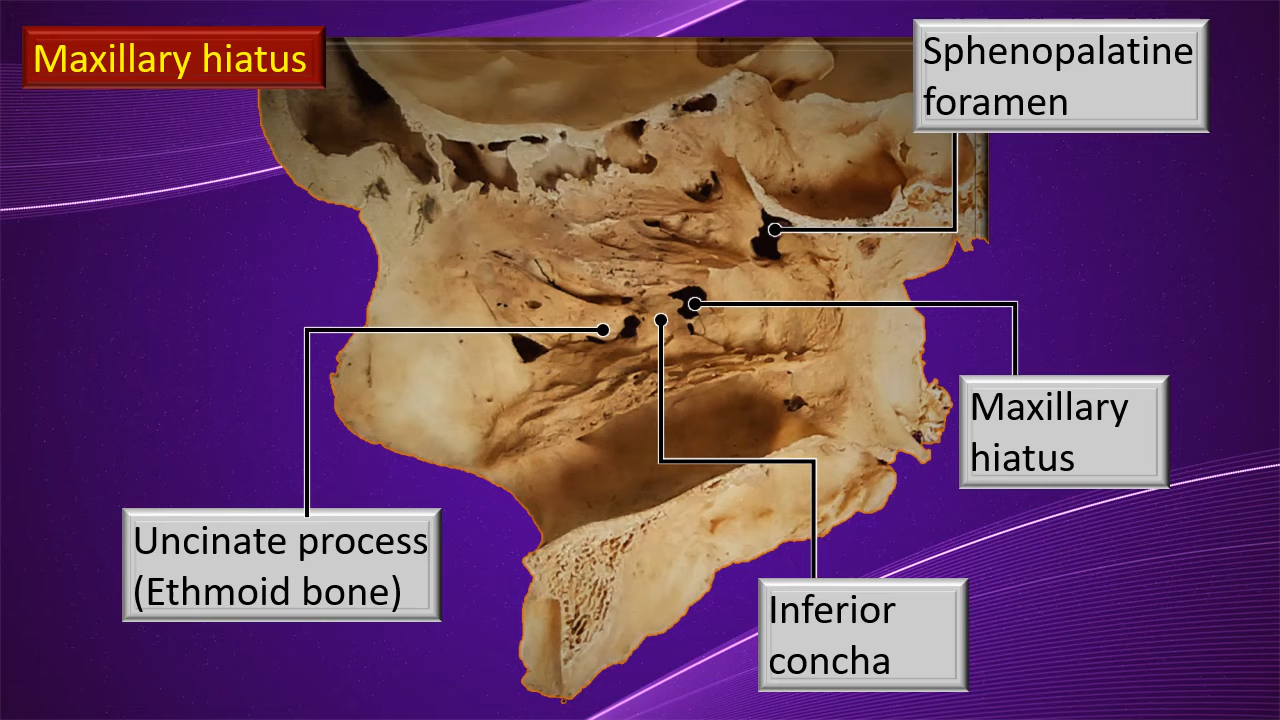 Maxillary hiatus
Sphenopalatine
foramen
Maxillary
hiatus
Uncinate process
(Ethmoid bone)
Inferior
concha